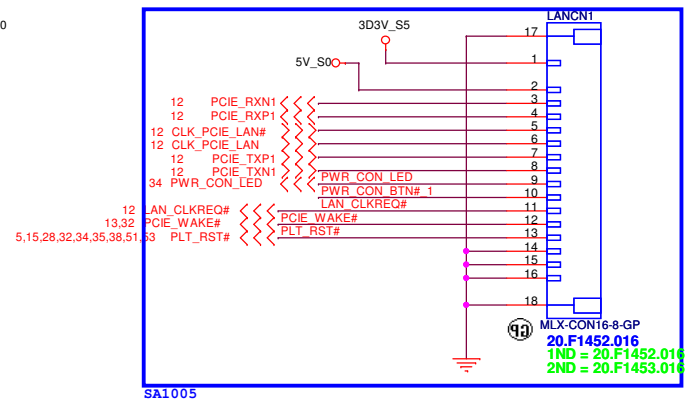 0
LANCN1
3D3V_S5
17
1
5V_S0
2
12 PCIE_RXN1 3
12 PCIE_RXP1 4
12 CLK_PCIE_LAN# 5
12 CLK_PCIE_LAN 6
12 PCIE_TXP1 7
12 PCIE_TXN1 8
34 PWR_CON_LED PWR_CON_LED 9
PWR_CON_BTN#_1 10
12 LAN_CLKREQ# LAN_CLKREQ# 11
13,32 PCIE_WAKE# PCIE_WAKE# 12
5,15,28,32,34,35,38,51,53 PLT_RST# PLT_RST# 13
14
15
16
18
GP
MLX-CON16-8-GP
20.F1452.016
1ND = 20.F1452.016
2ND = 20.F1453.016
SA1005